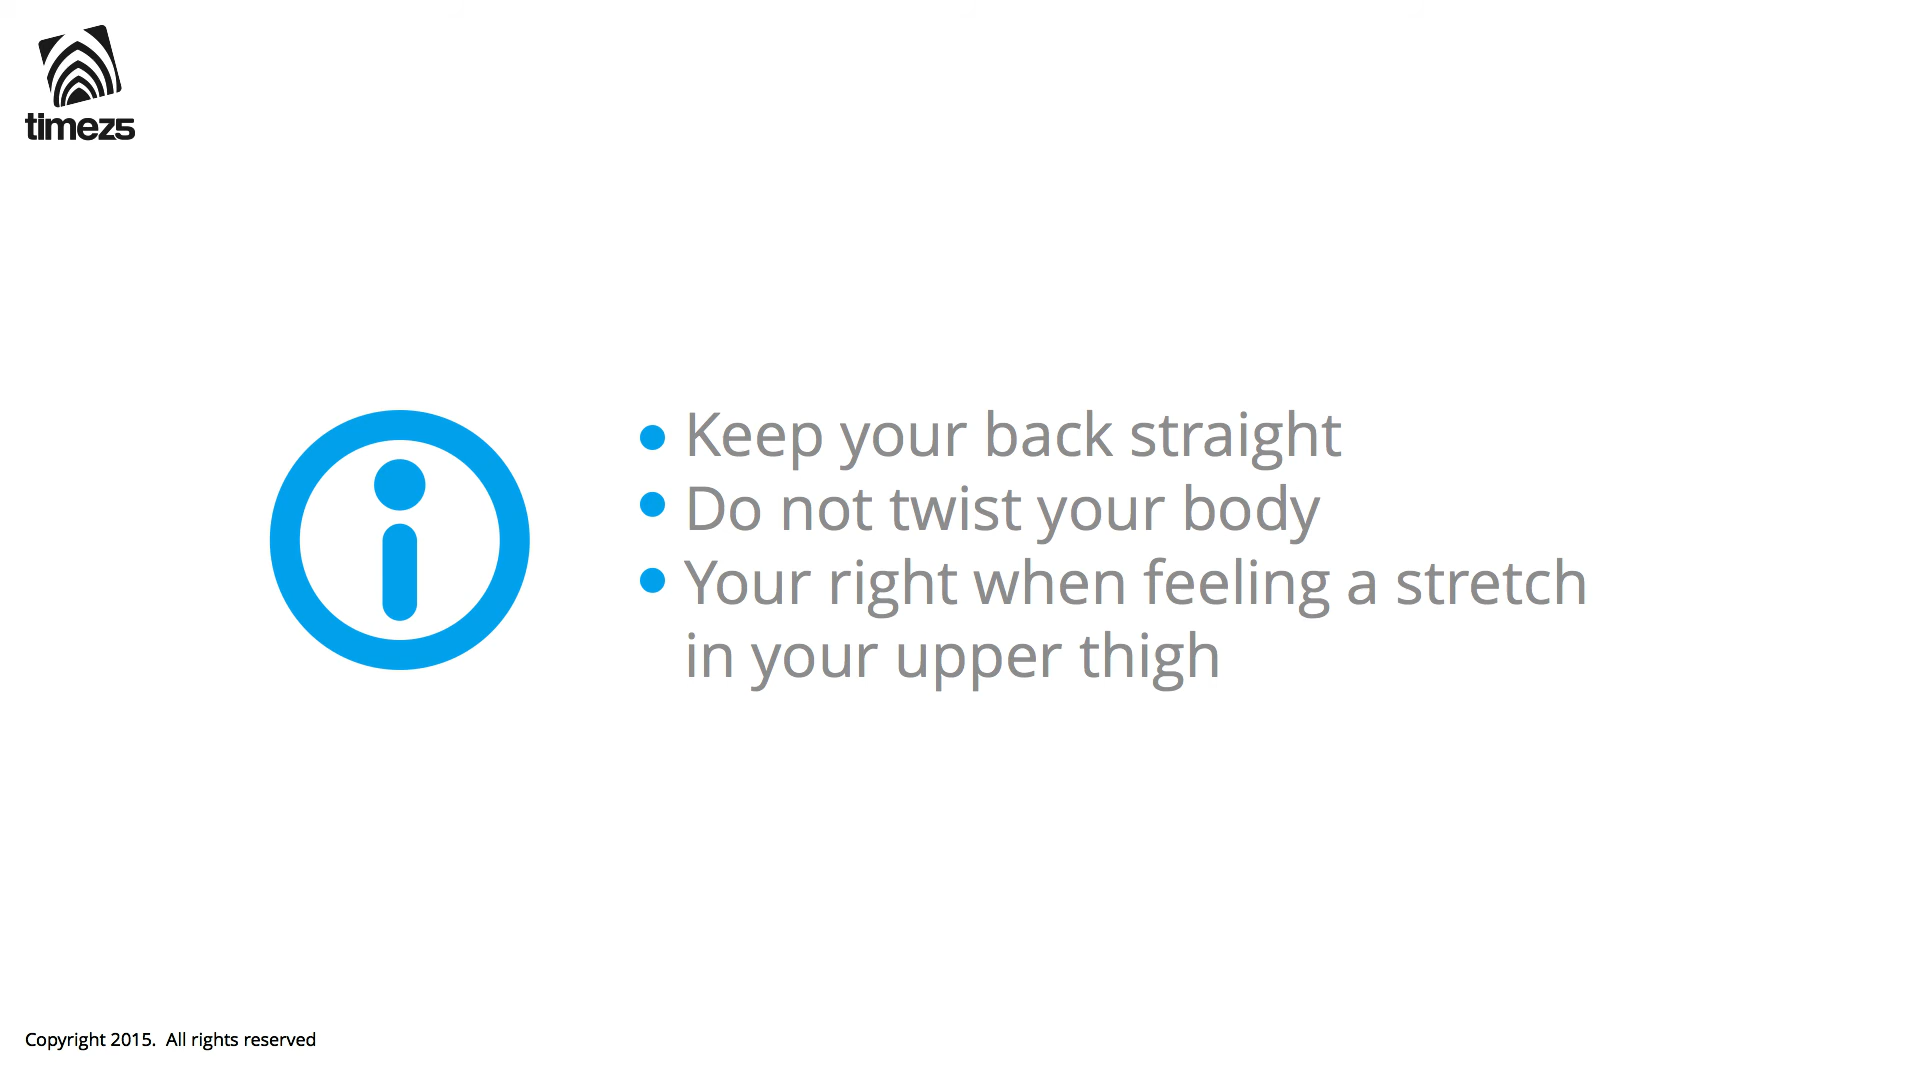 timez5
Keep your back straight
Do not twist your body
Your right when feeling a stretch
in your upper thigh
Copyright 2015.  All rights reserved